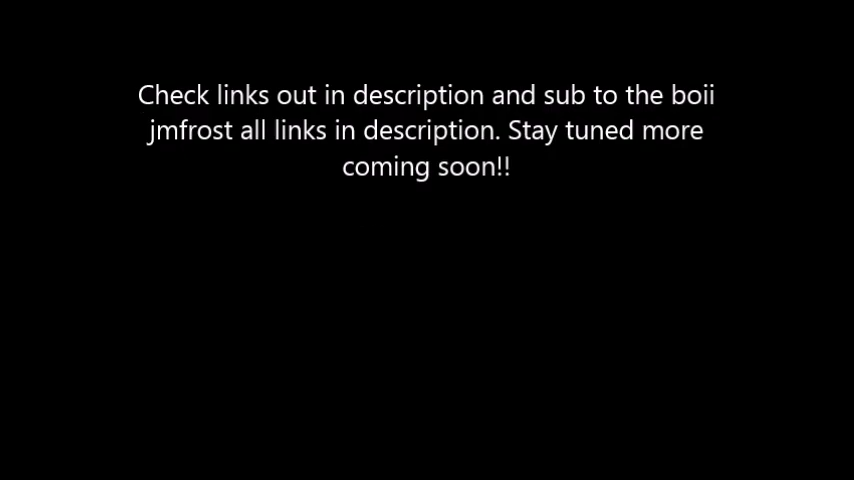 Check links out in description and sub to the boii
jmfrost all links in description. Stay tuned more
coming soon!!